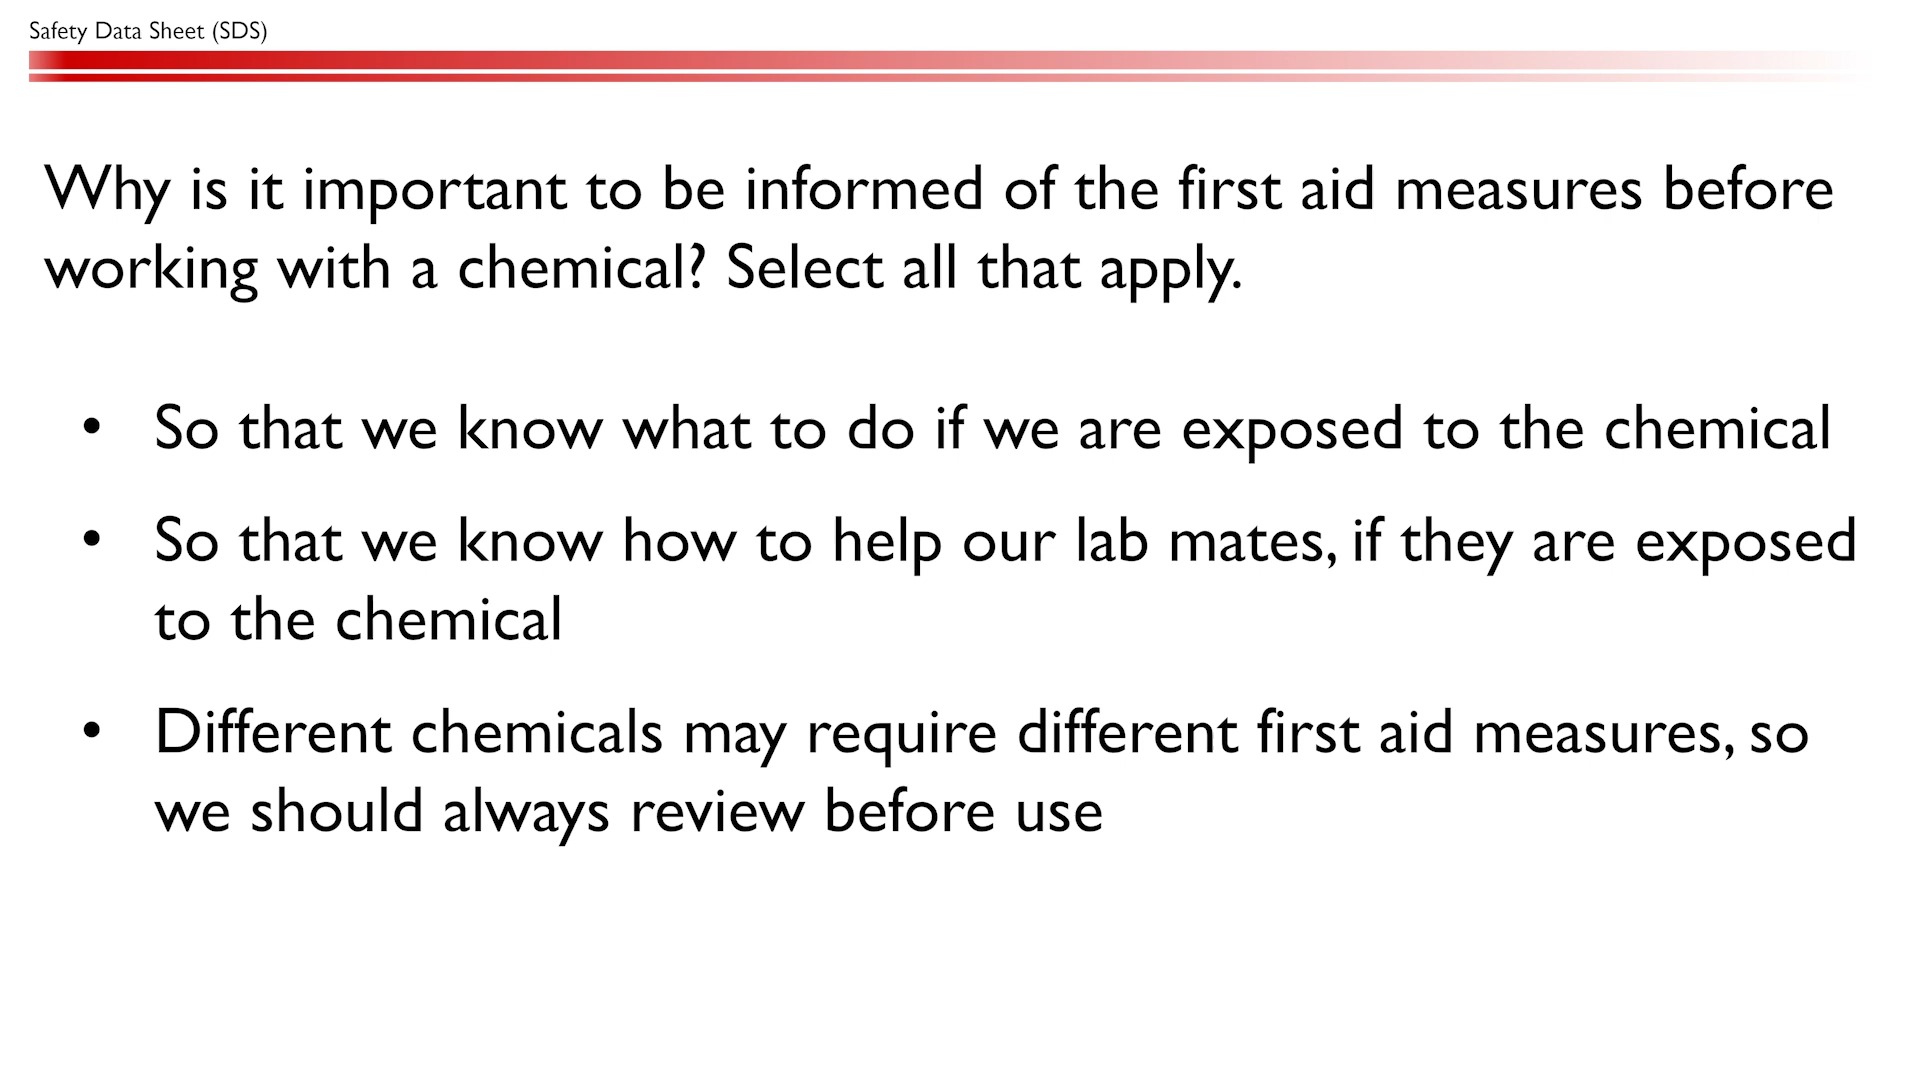 Safety Data Sheet (SDS)
Why is it important to be informed of the first aid measures before
working with a chemical? Select all that apply.
• So that we know what to do if we are exposed to the chemical
• So that we know how to help our lab mates, if they are exposed
to the chemical
• Different chemicals may require different first aid measures, so
we should always review before use